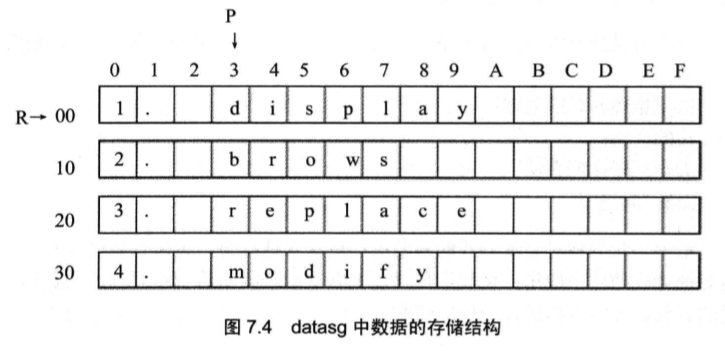 P
↓
0 1 2 3 4 5 6 7 8 9 A B C D E F
R→ 00 1 . d i s p l a y
10 2 . b r o w s
20 3 . r e p l a c e
30 4 . m o d i f y
图 7.4 datasg 中数据的存储结构